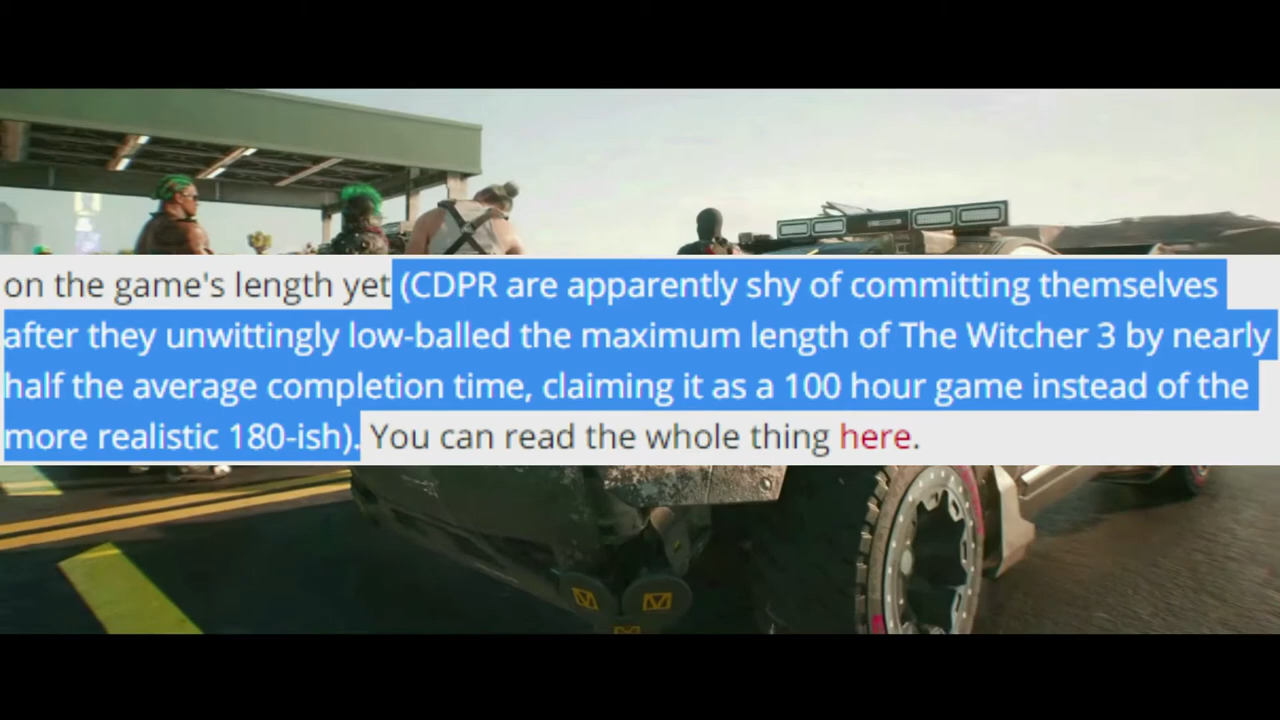 on the game's length yet (CDPR are apparently shy of committing themselves
after they unwittingly low-balled the maximum length of The Witcher 3 by nearly
half the average completion time, claiming it as a 100 hour game instead of the
more realistic 180-ish). You can read the whole thing here.